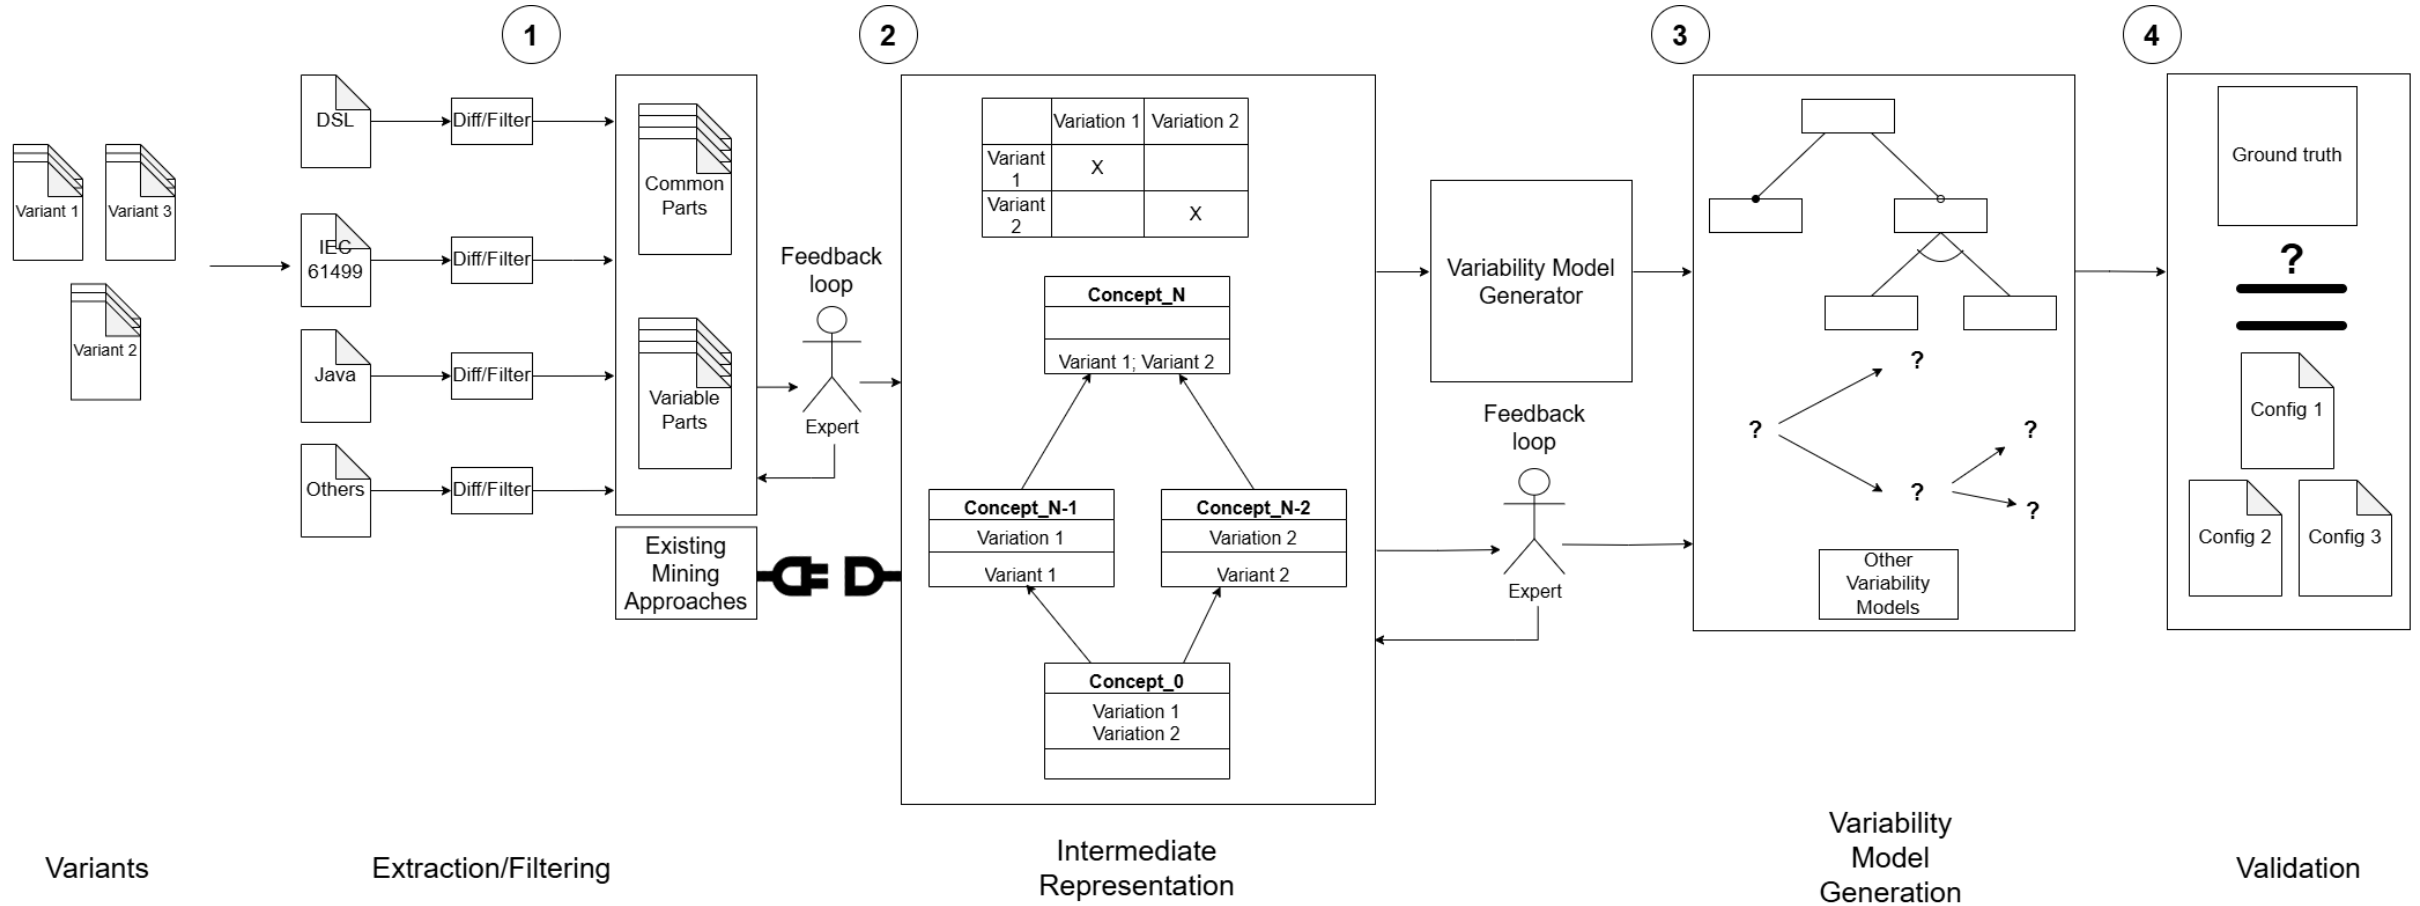 1
2
3
4
Variant 1
Variant 3
Variant 2
DSL
Diff/Filter
IEC
61499
Diff/Filter
Java
Diff/Filter
Others
Diff/Filter
Common
Parts
Variable
Parts
Existing
Mining
Approaches
Feedback
loop
Expert
Variation 1
Variation 2
Variant
1
X
Variant
2
X
Concept_N
Variant 1; Variant 2
Concept_N-1
Variation 1
Variant 1
Concept_N-2
Variation 2
Variant 2
Concept_0
Variation 1
Variation 2
Variability Model
Generator
Feedback
loop
Expert
?
?
?
?
?
Other
Variability
Models
Ground truth
?
Config 1
Config 2
Config 3
Variants
Extraction/Filtering
Intermediate
Representation
Variability
Model
Generation
Validation